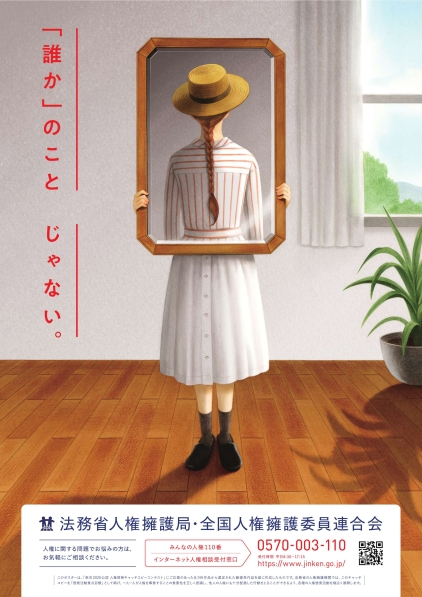 「誰か」のこと
じゃない。
法務省人権擁護局・全国人権擁護委員連合会
人権に関する問題でお悩みの方は、
お気軽にご相談ください。
みんなの人権110番
インターネット人権相談受付窓口
0570-003-110
https://www.jinken.go.jp/